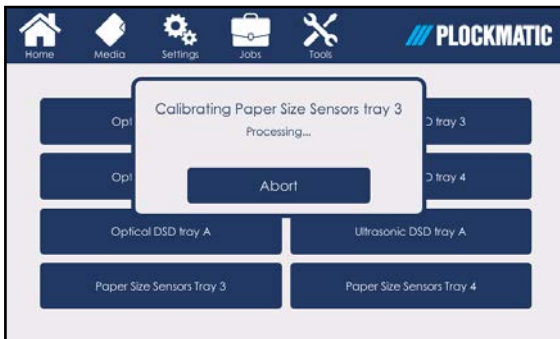 Home Media Settings Jobs Tools PLOCKMATIC
Calibrating Paper Size Sensors tray 3
Processing...
Opt D tray 3
Abort
Opt D tray 4
Optical DSD tray A Ultrasonic DSD tray A
Paper Size Sensors Tray 3 Paper Size Sensors Tray 4